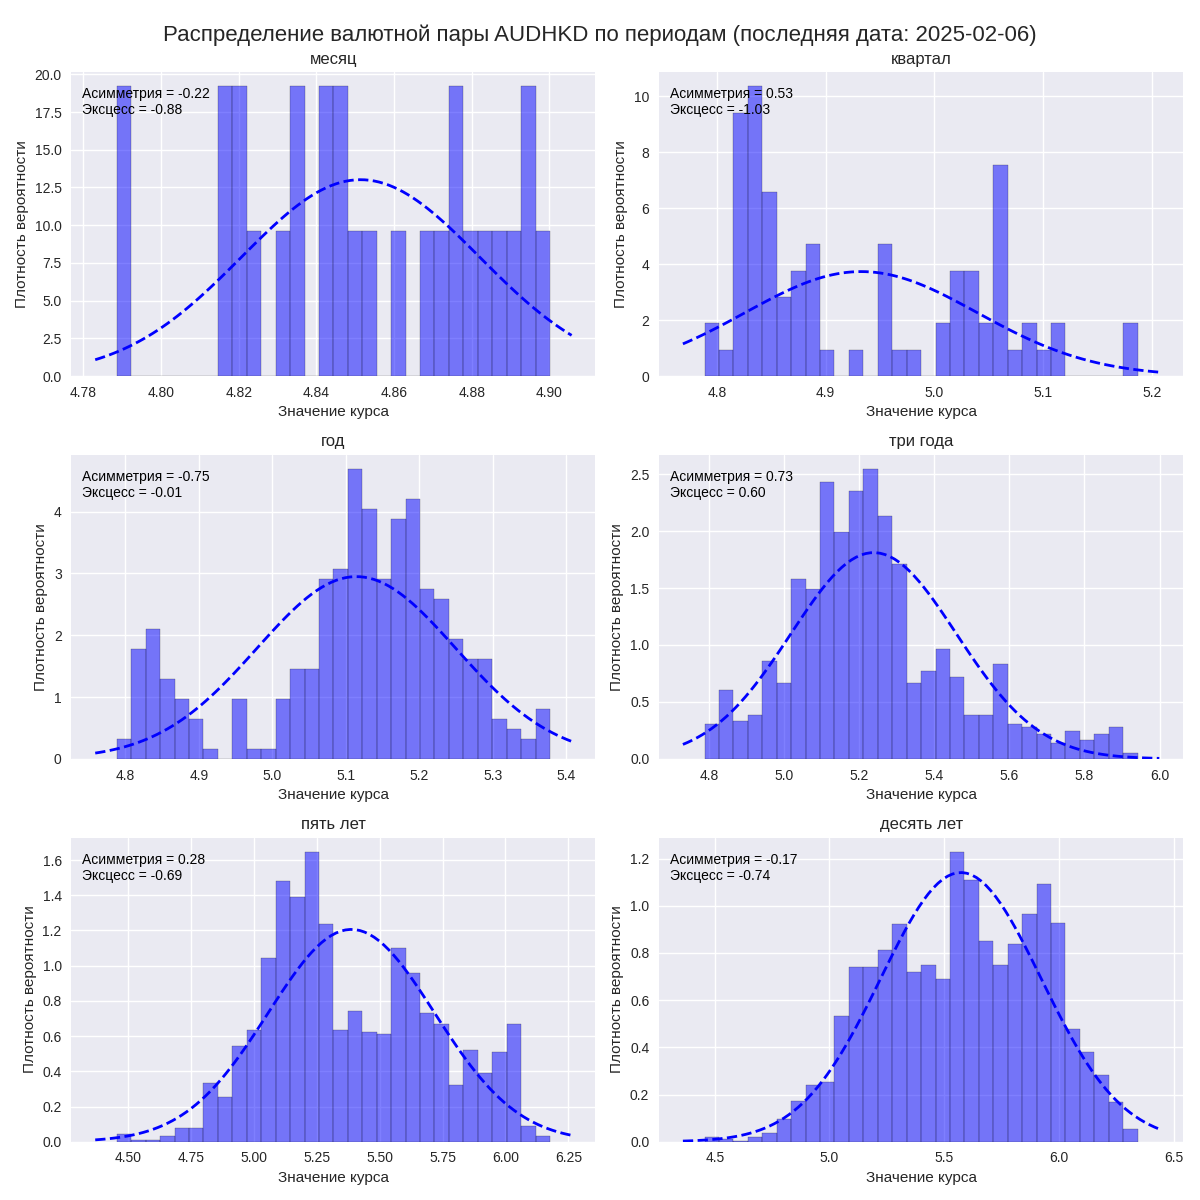 Распределение валютной пары AUDHKD по периодам (последняя дата: 2025-02-06)
месяц
Асимметрия = -0.22
Эксцесс = -0.88
Плотность вероятности
20.0
17.5
15.0
12.5
10.0
7.5
5.0
2.5
0.0
4.78 4.80 4.82 4.84 4.86 4.88 4.90
Значение курса
квартал
Асимметрия = 0.53
Эксцесс = -1.03
Плотность вероятности
10
8
6
4
2
0
4.8 4.9 5.0 5.1 5.2
Значение курса
год
Асимметрия = -0.75
Эксцесс = -0.01
Плотность вероятности
4
3
2
1
0
4.8 4.9 5.0 5.1 5.2 5.3 5.4
Значение курса
три года
Асимметрия = 0.73
Эксцесс = 0.60
Плотность вероятности
2.5
2.0
1.5
1.0
0.5
0.0
4.8 5.0 5.2 5.4 5.6 5.8 6.0
Значение курса
пять лет
Асимметрия = 0.28
Эксцесс = -0.69
Плотность вероятности
1.6
1.4
1.2
1.0
0.8
0.6
0.4
0.2
0.0
4.50 4.75 5.00 5.25 5.50 5.75 6.00 6.25
Значение курса
десять лет
Асимметрия = -0.17
Эксцесс = -0.74
Плотность вероятности
1.2
1.0
0.8
0.6
0.4
0.2
0.0
4.5 5.0 5.5 6.0 6.5
Значение курса